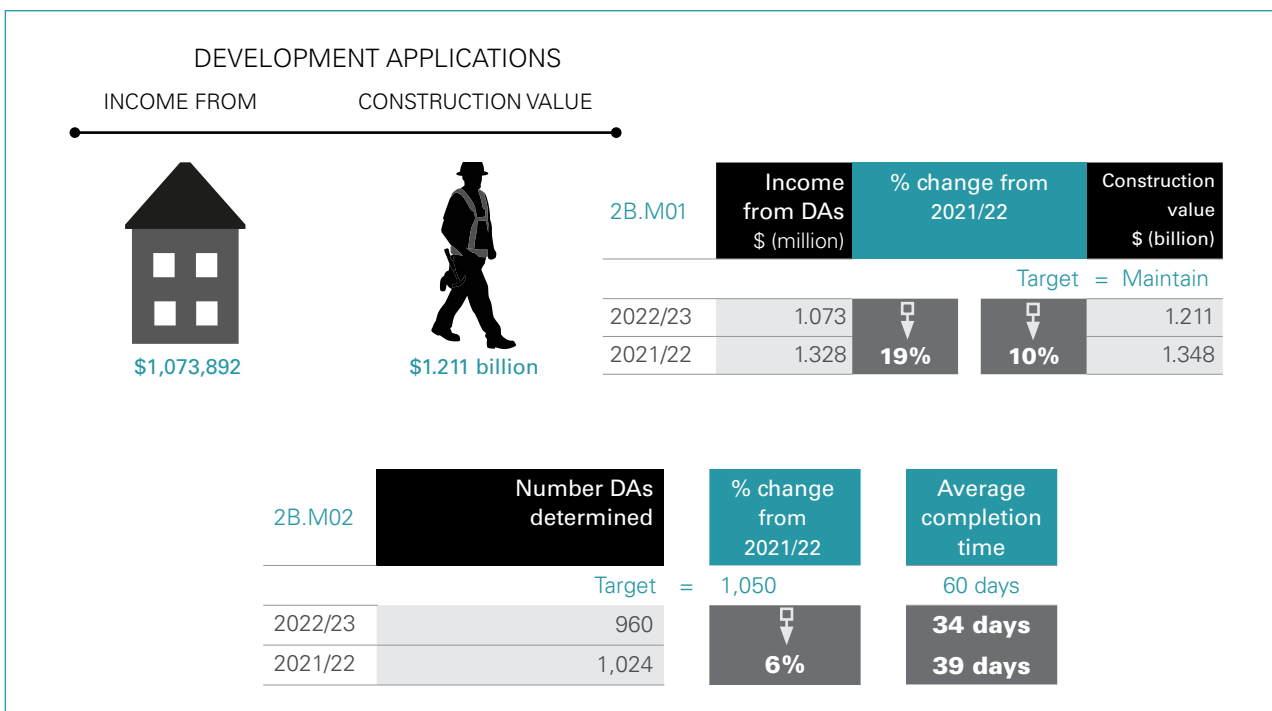 DEVELOPMENT APPLICATIONS
INCOME FROM
CONSTRUCTION VALUE
$1,073,892
$1.211 billion
2B.M01
Income
from DAs
$ (million)
% change from
2021/22
Construction
value
$ (billion)
Target = Maintain
2022/23 1.073 1.211
2021/22 1.328 19% 10% 1.348
2B.M02
Number DAs
determined
% change
from
2021/22
Average
completion
time
Target = 1,050 60 days
2022/23 960 34 days
2021/22 1,024 6% 39 days